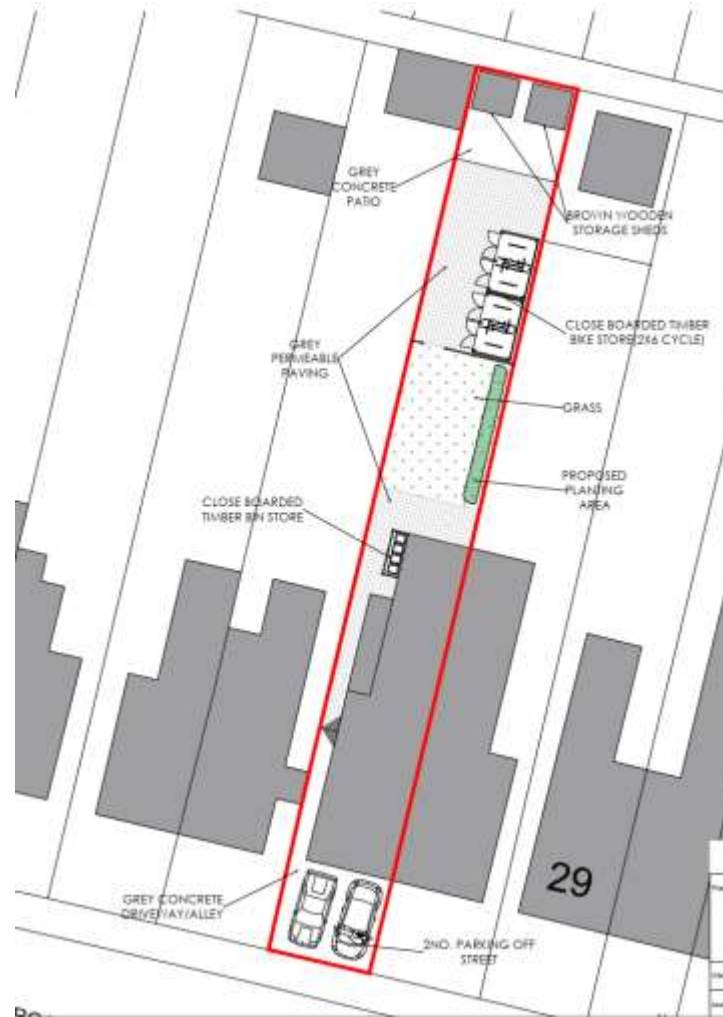 GREY
CONCRETE
PATIO
BROWN WOODEN
STORAGE SHEDS
CLOSE BOARDED TIMBER
BIKE STORE(2X6 CYCLE)
GREY
PERMEABLE
PAVING
GRASS
PROPOSED
PLANTING
AREA
CLOSE BOARDED
TIMBER BIN STORE
29
GREY CONCRETE
DRIVEWAY/ALLEY
2NO. PARKING OFF
STREET